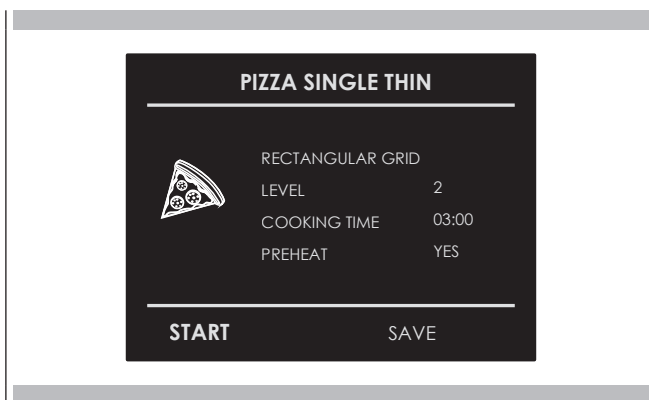 PIZZA SINGLE THIN
RECTANGULAR GRID
LEVEL 2
COOKING TIME 03:00
PREHEAT YES
START SAVE